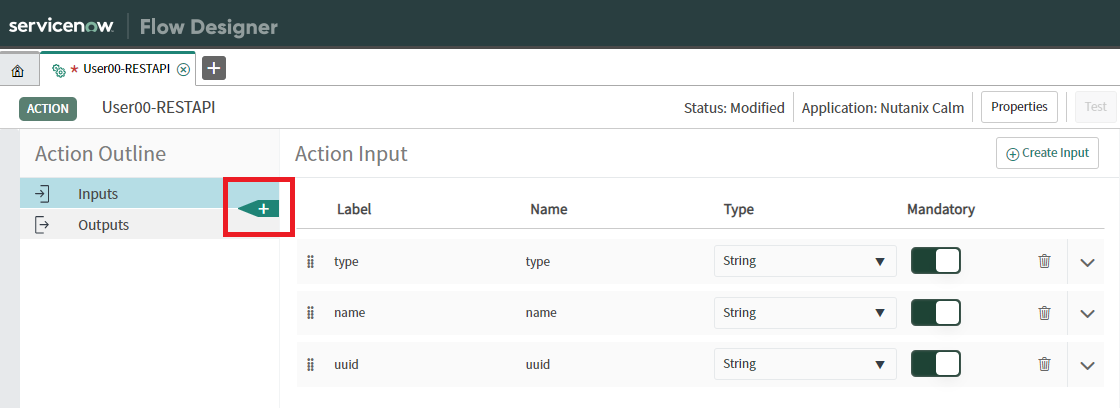 servicenow. Flow Designer
* User00-RESTAPI
ACTION User00-RESTAPI Status: Modified Application: Nutanix Calm Properties Test
Action Outline Action Input Create Input
Inputs
Outputs
Label Name Type Mandatory
type type String
name name String
uuid uuid String